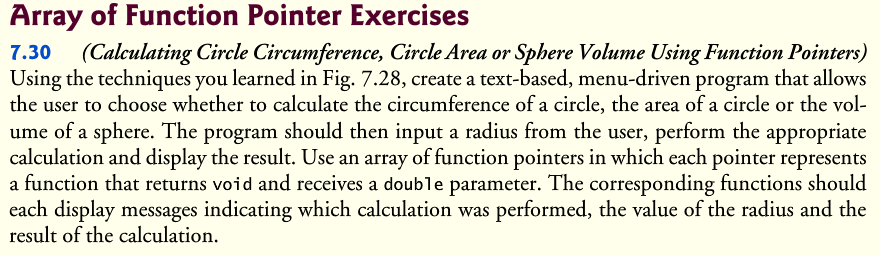 Array of Function Pointer Exercises
7.30 (Calculating Circle Circumference, Circle Area or Sphere Volume Using Function Pointers)
Using the techniques you learned in Fig. 7.28, create a text-based, menu-driven program that allows
the user to choose whether to calculate the circumference of a circle, the area of a circle or the vol-
ume of a sphere. The program should then input a radius from the user, perform the appropriate
calculation and display the result. Use an array of function pointers in which each pointer represents
a function that returns void and receives a double parameter. The corresponding functions should
each display messages indicating which calculation was performed, the value of the radius and the
result of the calculation.